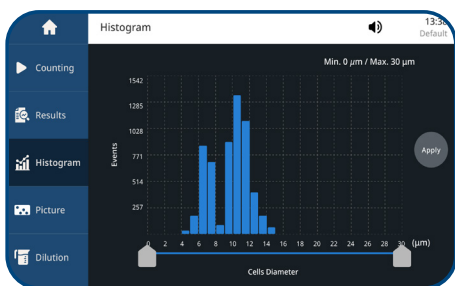 Histogram
13:38
Default
Counting
Results
Histogram
Picture
Dilution
Min. 0 μm / Max. 30 μm
1542
1285
1028
771
514
257
Events
0 2 4 6 8 10 12 14 16 18 20 22 24 26 28 30 (μm)
Cells Diameter
Apply